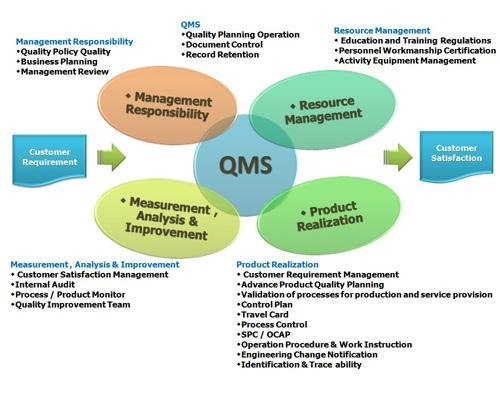 QMS
◆Quality Planning Operation
◆Document Control
◆Record Retention
Management Responsibility
◆Quality Policy Quality
◆Business Planning
◆Management Review
Resource Management
◆ Education and Training Regulations
◆Personnel Workmanship Certification
◆Activity Equipment Management
◆ Management
Responsibility
◆ Resource
Management
Customer
Requirement
QMS
Customer
Satisfaction
◆ Measurement ,
Analysis &
Improvement
◆ Product
Realization
Measurement , Analysis & Improvement
◆ Customer Satisfaction Management
◆Internal Audit
◆Process / Product Monitor
◆Quality Improvement Team
Product Realization
◆ Customer Requirement Management
◆Advance Product Quality Planning
◆Validation of processes for production and service provision
◆Control Plan
◆Travel Card
◆Process Control
◆SPC / OCAP
◆Operation Procedure & Work Instruction
◆Engineering Change Notification
◆Identification & Trace ability